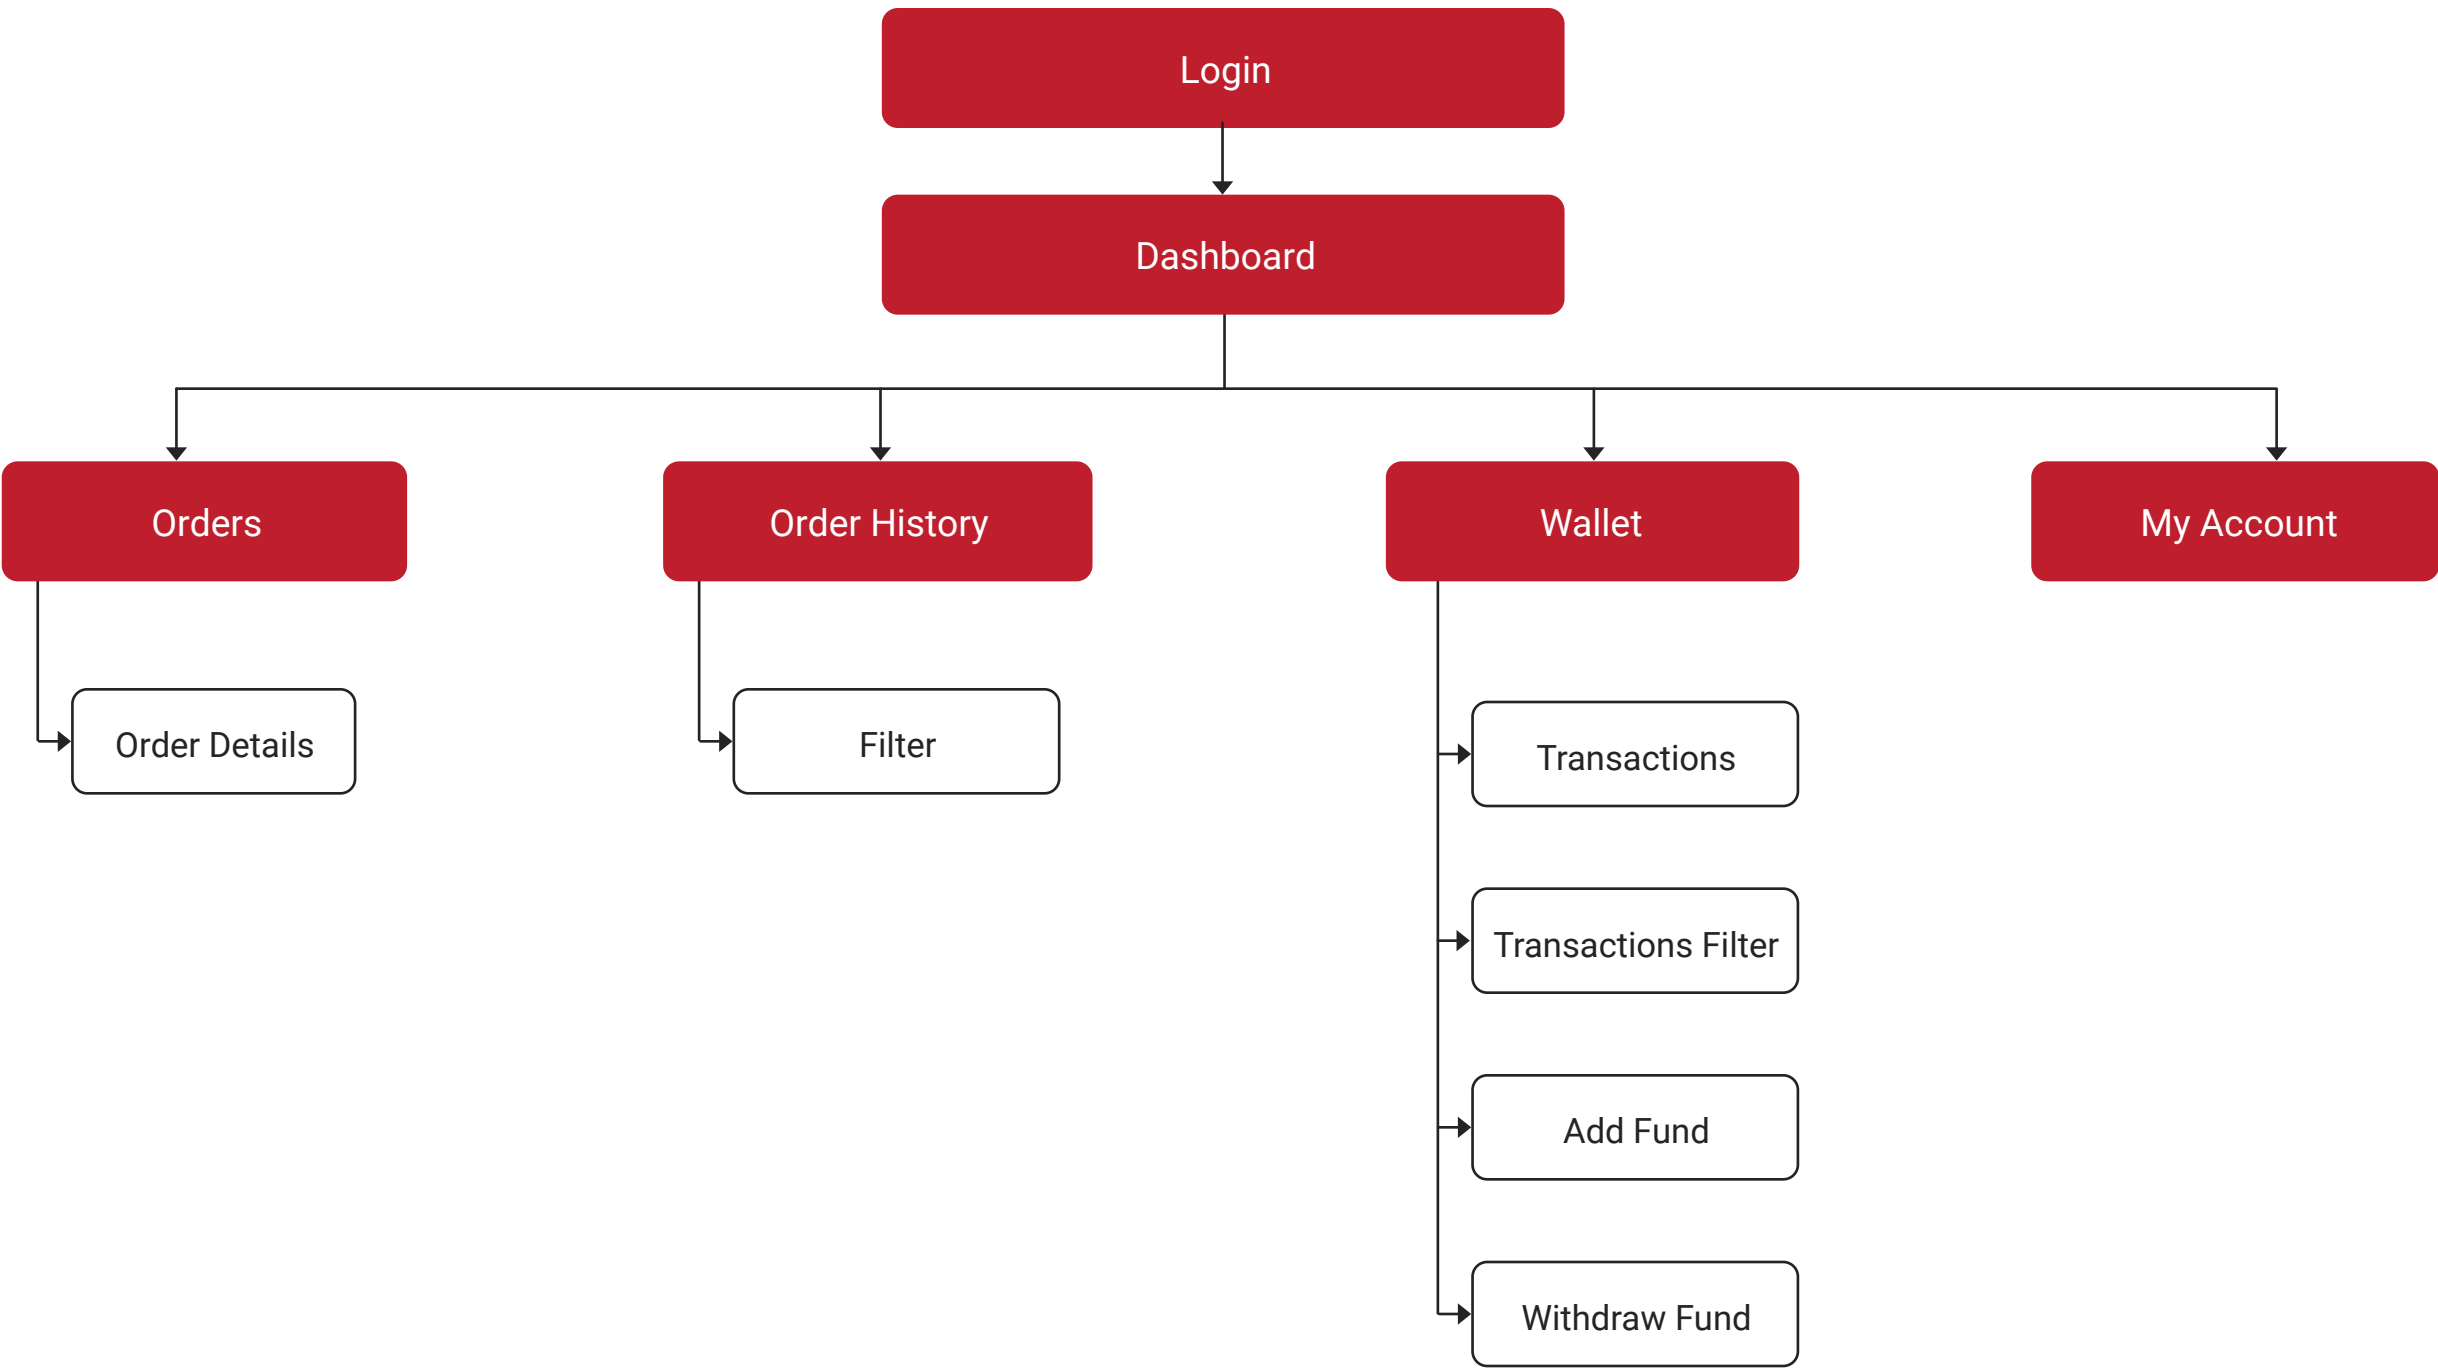 Login
Dashboard
Orders
Order History
Wallet
My Account
Order Details
Filter
Transactions
Transactions Filter
Add Fund
Withdraw Fund